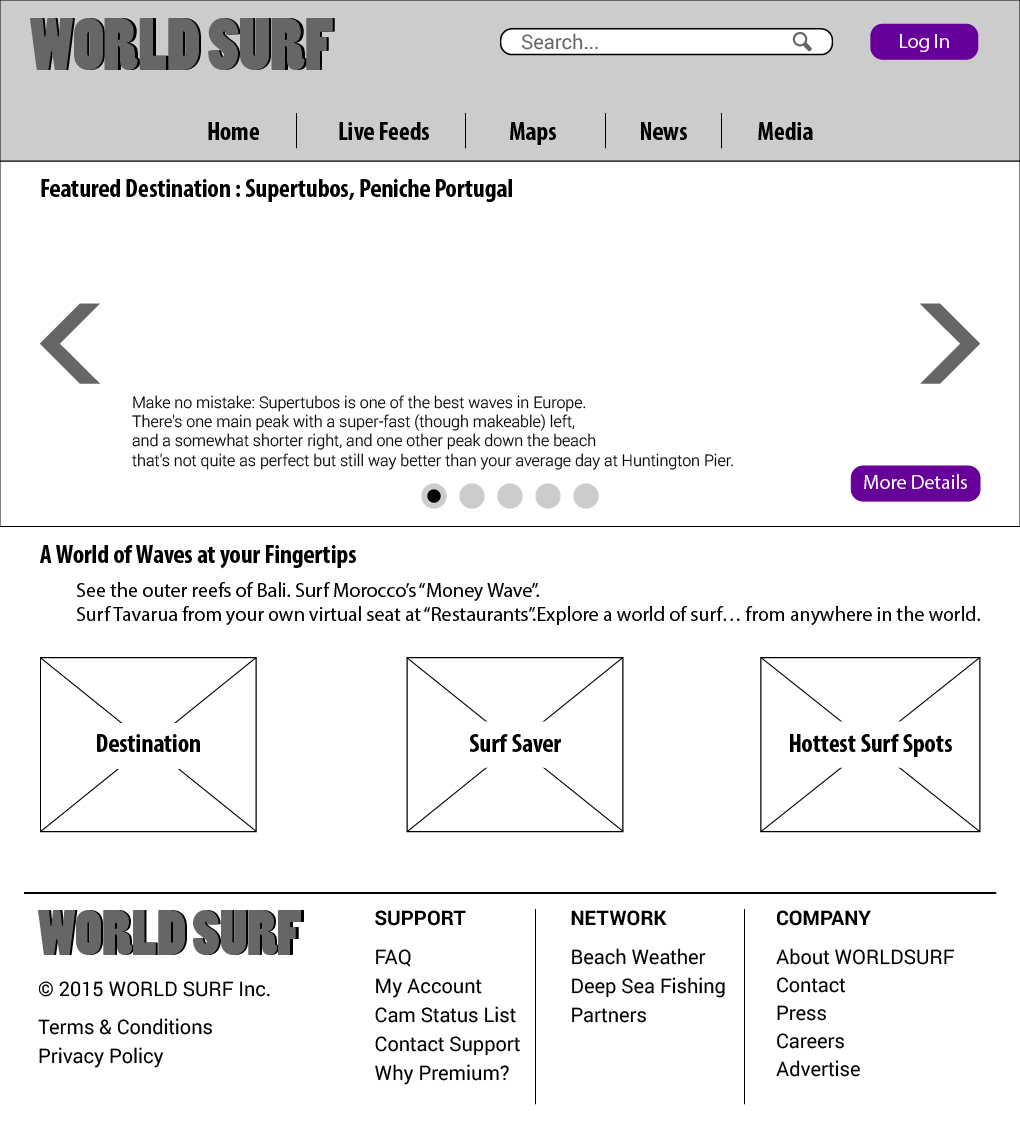 WORLD SURF
Search...
Log In
Home
Live Feeds
Maps
News
Media
Featured Destination : Supertubos, Peniche Portugal
Make no mistake: Supertubos is one of the best waves in Europe.
There's one main peak with a super-fast (though makeable) left,
and a somewhat shorter right, and one other peak down the beach
that's not quite as perfect but still way better than your average day at Huntington Pier.
More Details
A World of Waves at your Fingertips
See the outer reefs of Bali. Surf Morocco’s “Money Wave”.
Surf Tavarua from your own virtual seat at “Restaurants”.Explore a world of surf… from anywhere in the world.
Destination
Surf Saver
Hottest Surf Spots
WORLD SURF
© 2015 WORLD SURF Inc.
Terms & Conditions
Privacy Policy
SUPPORT
FAQ
My Account
Cam Status List
Contact Support
Why Premium?
NETWORK
Beach Weather
Deep Sea Fishing
Partners
COMPANY
About WORLDSURF
Contact
Press
Careers
Advertise